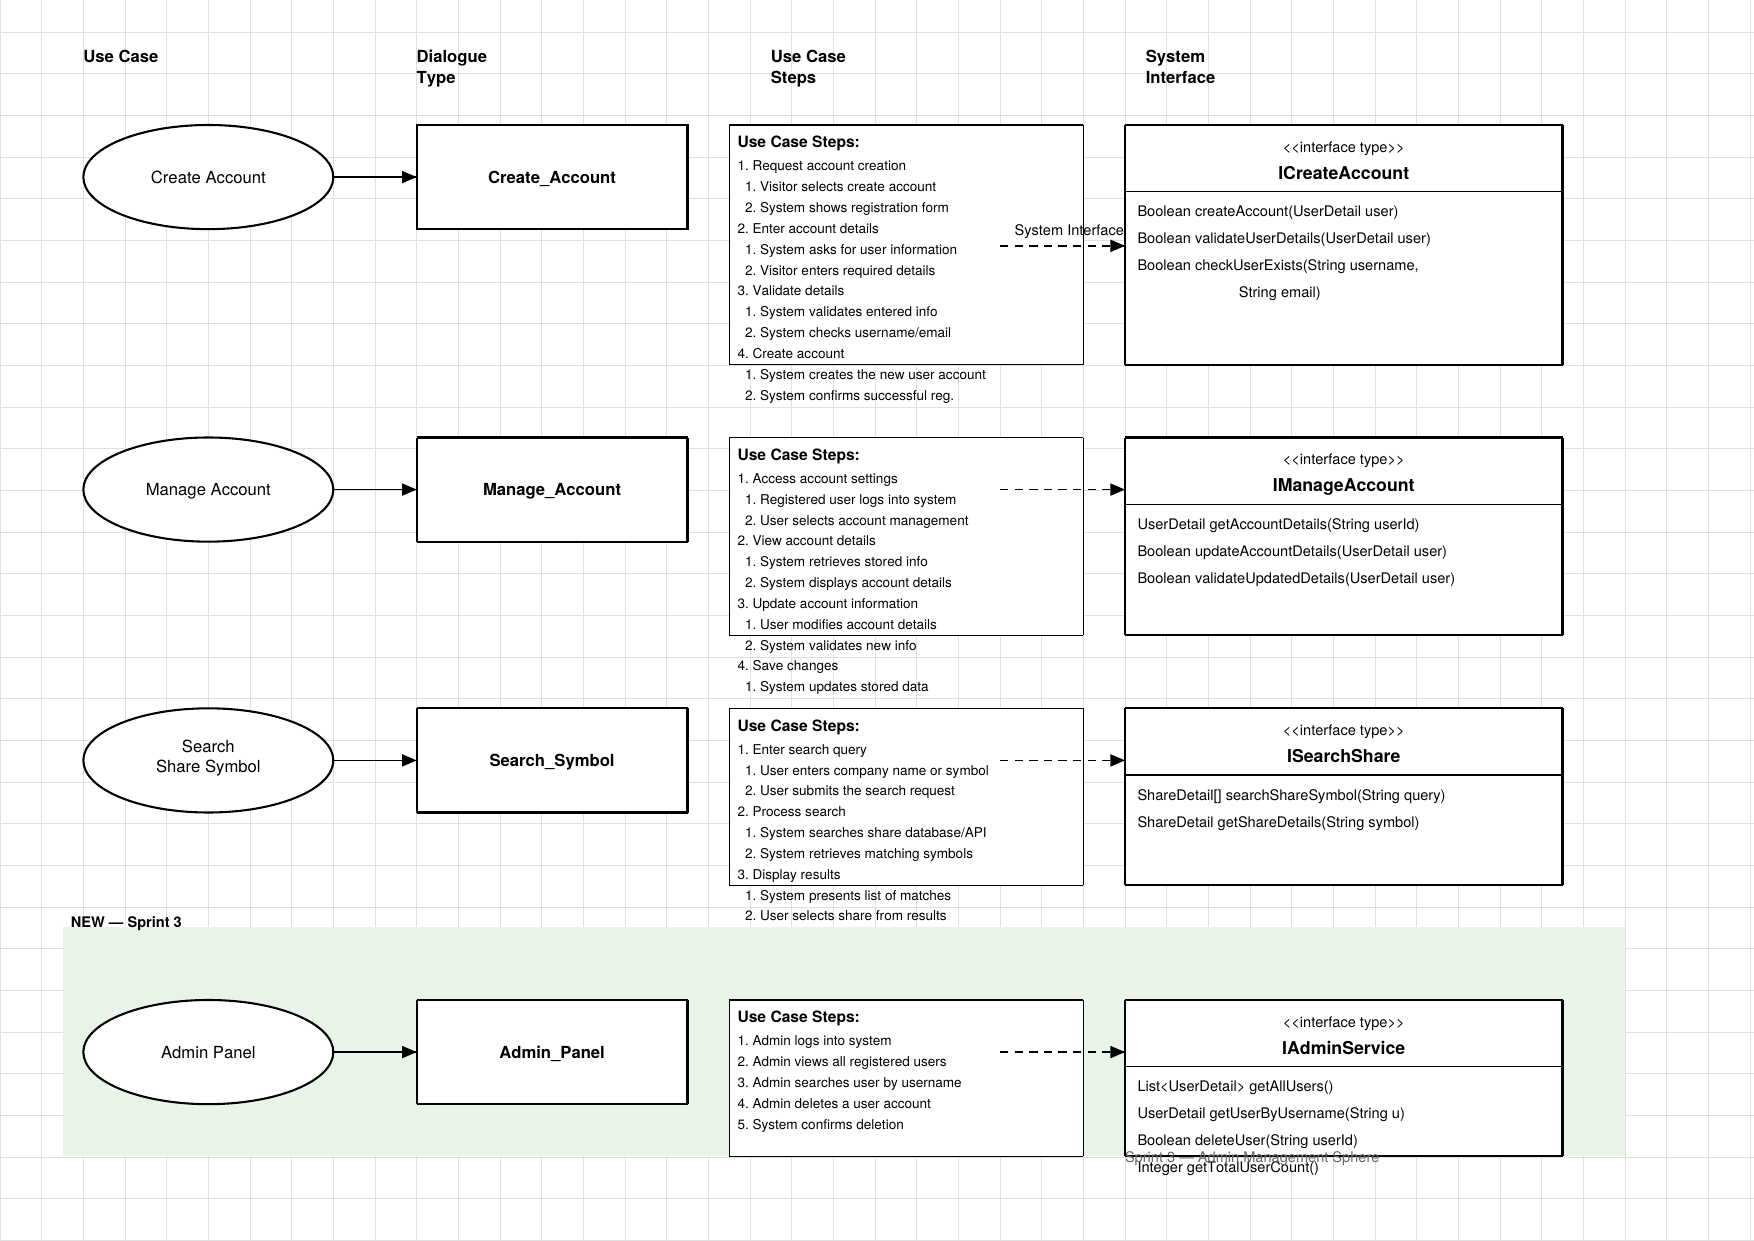 Use Case
Dialogue
Type
Use Case
Steps
System
Interface
Create Account
Create_Account
Use Case Steps:
1. Request account creation
1. Visitor selects create account
2. System shows registration form
2. Enter account details
1. System asks for user information
2. Visitor enters required details
3. Validate details
1. System validates entered info
2. System checks username/email
4. Create account
1. System creates the new user account
2. System confirms successful reg.
System Interface
<<interface type>>
ICreateAccount
Boolean createAccount(UserDetail user)
Boolean validateUserDetails(UserDetail user)
Boolean checkUserExists(String username,
String email)
Manage Account
Manage_Account
Use Case Steps:
1. Access account settings
1. Registered user logs into system
2. User selects account management
2. View account details
1. System retrieves stored info
2. System displays account details
3. Update account information
1. User modifies account details
2. System validates new info
4. Save changes
1. System updates stored data
<<interface type>>
IManageAccount
UserDetail getAccountDetails(String userId)
Boolean updateAccountDetails(UserDetail user)
Boolean validateUpdatedDetails(UserDetail user)
Search
Share Symbol
Search_Symbol
Use Case Steps:
1. Enter search query
1. User enters company name or symbol
2. User submits the search request
2. Process search
1. System searches share database/API
2. System retrieves matching symbols
3. Display results
1. System presents list of matches
2. User selects share from results
<<interface type>>
ISearchShare
ShareDetail[] searchShareSymbol(String query)
ShareDetail getShareDetails(String symbol)
NEW — Sprint 3
Admin Panel
Admin_Panel
Use Case Steps:
1. Admin logs into system
2. Admin views all registered users
3. Admin searches user by username
4. Admin deletes a user account
5. System confirms deletion
<<interface type>>
IAdminService
List<UserDetail> getAllUsers()
UserDetail getUserByUsername(String u)
Boolean deleteUser(String userId)
Sprint 3 — Admin Management Sphere
Integer getTotalUserCount()